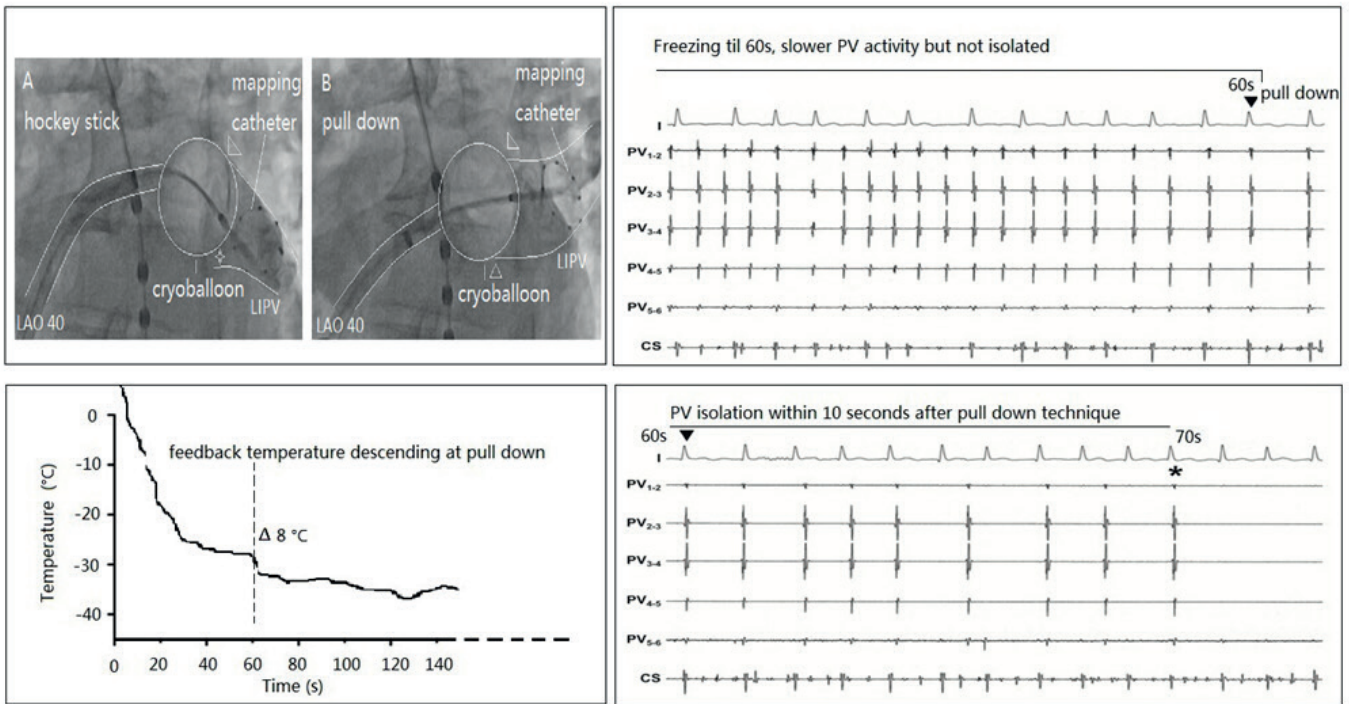 A
hockey stick
mapping
catheter
cryoballoon
LIPV
LAO 40
B
pull down
mapping
catheter
LIPV
cryoballoon
LAO 40
Freezing til 60s, slower PV activity but not isolated
60s
pull down
I
PV1-2
PV2-3
PV3-4
PV4-5
PV5-6
CS
feedback temperature descending at pull down
Δ 8 °C
Temperature (°C)
0
-10
-20
-30
-40
0 20 40 60 80 100 120 140
Time (s)
PV isolation within 10 seconds after pull down technique
60s
70s
I
*
PV1-2
PV2-3
PV3-4
PV4-5
PV5-6
CS